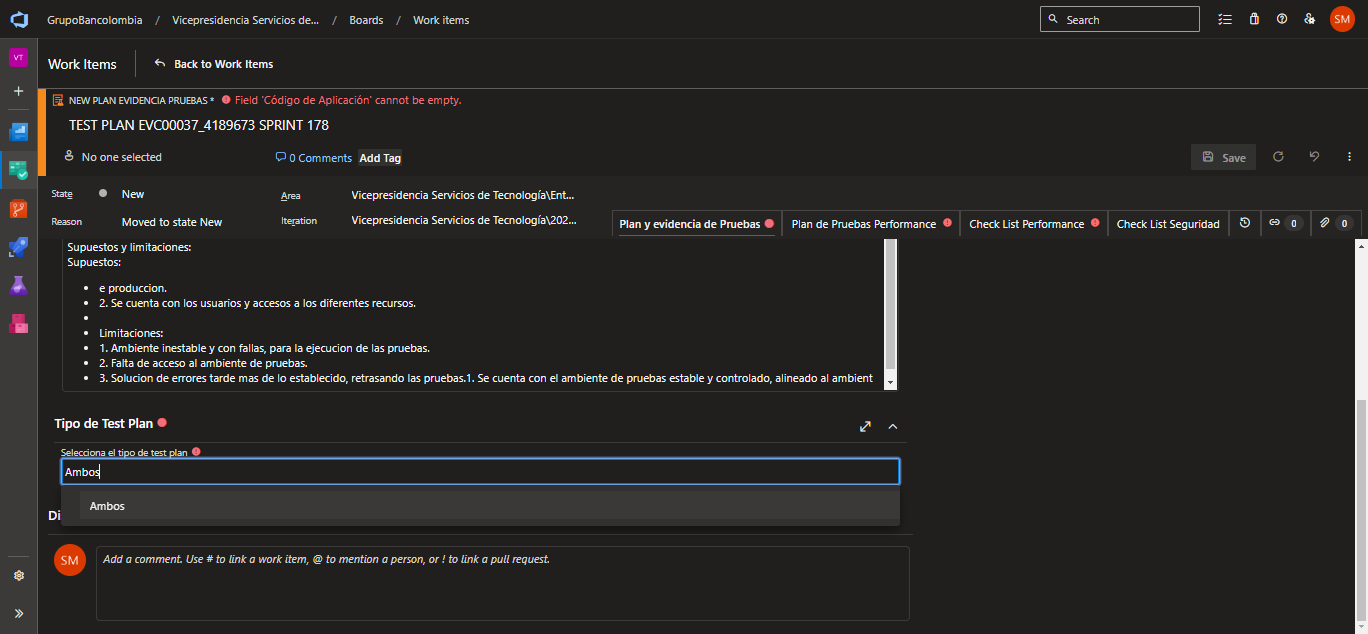 GrupoBancolombia / Vicepresidencia Servicios de... / Boards / Work items
Search
SM
VT
Work Items
Back to Work Items
NEW PLAN EVIDENCIA PRUEBAS * Field 'Código de Aplicación' cannot be empty.
TEST PLAN EVC00037_4189673 SPRINT 178
No one selected
0 Comments
Add Tag
Save
State
New
Area
Vicepresidencia Servicios de Tecnología\Ent...
Reason
Moved to state New
Iteration
Vicepresidencia Servicios de Tecnología\202...
Plan y evidencia de Pruebas
Plan de Pruebas Performance
Check List Performance
Check List Seguridad
0
0
Supuestos y limitaciones:
Supuestos:
• e produccion.
• 2. Se cuenta con los usuarios y accesos a los diferentes recursos.
•
• Limitaciones:
• 1. Ambiente inestable y con fallas, para la ejecucion de las pruebas.
• 2. Falta de acceso al ambiente de pruebas.
• 3. Solucion de errores tarde mas de lo establecido, retrasando las pruebas.1. Se cuenta con el ambiente de pruebas estable y controlado, alineado al ambient
Tipo de Test Plan
Selecciona el tipo de test plan
Ambos
Ambos
Di
SM
Add a comment. Use # to link a work item, @ to mention a person, or ! to link a pull request.